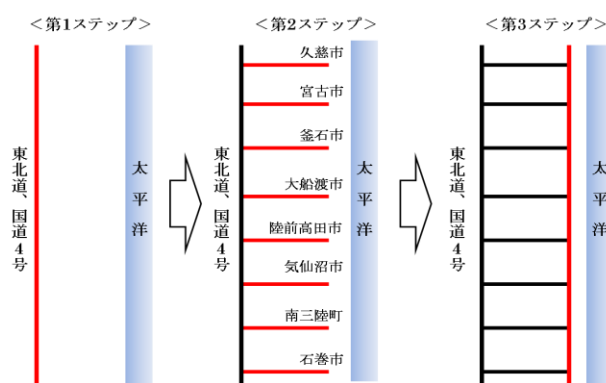 ＜第1ステップ＞
東北道、国道4号
太平洋
＜第2ステップ＞
東北道、国道4号
久慈市
宮古市
釜石市
大船渡市
陸前高田市
気仙沼市
南三陸町
石巻市
太平洋
＜第3ステップ＞
東北道、国道4号
太平洋